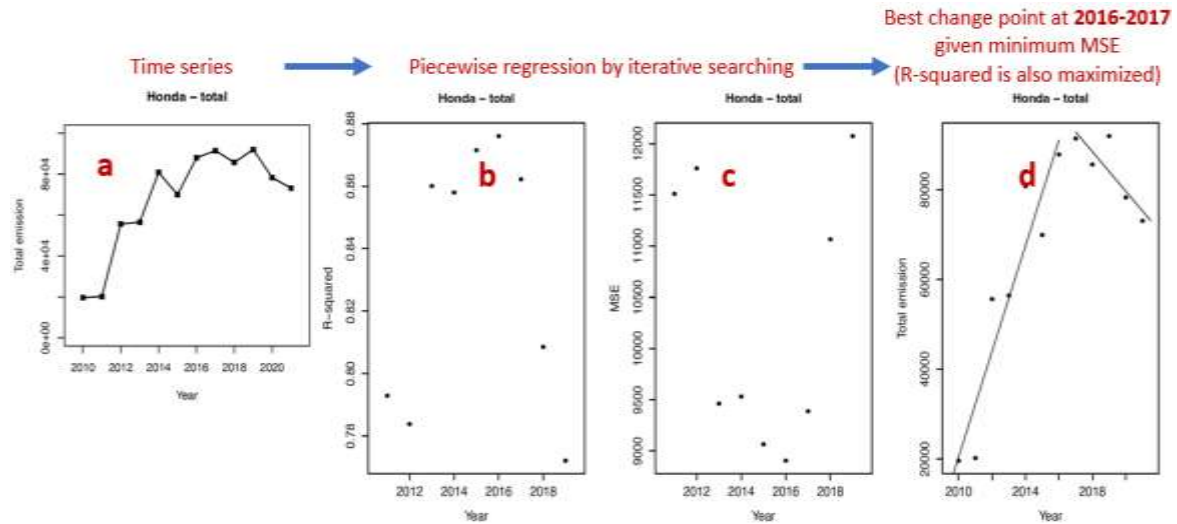 Best change point at 2016-2017
given minimum MSE
(R-squared is also maximized)
Time series
Piecewise regression by iterative searching
Honda – total
Honda – total
Honda – total
Honda – total
a
Total emission
0e+00
4e+04
8e+04
2010
2012
2014
2016
2018
2020
Year
b
R-squared
0.78
0.80
0.82
0.84
0.86
0.88
2012
2014
2016
2018
Year
c
MSE
9000
9500
10000
10500
11000
11500
12000
2012
2014
2016
2018
Year
d
Total emission
20000
40000
60000
80000
2010
2014
2018
Year